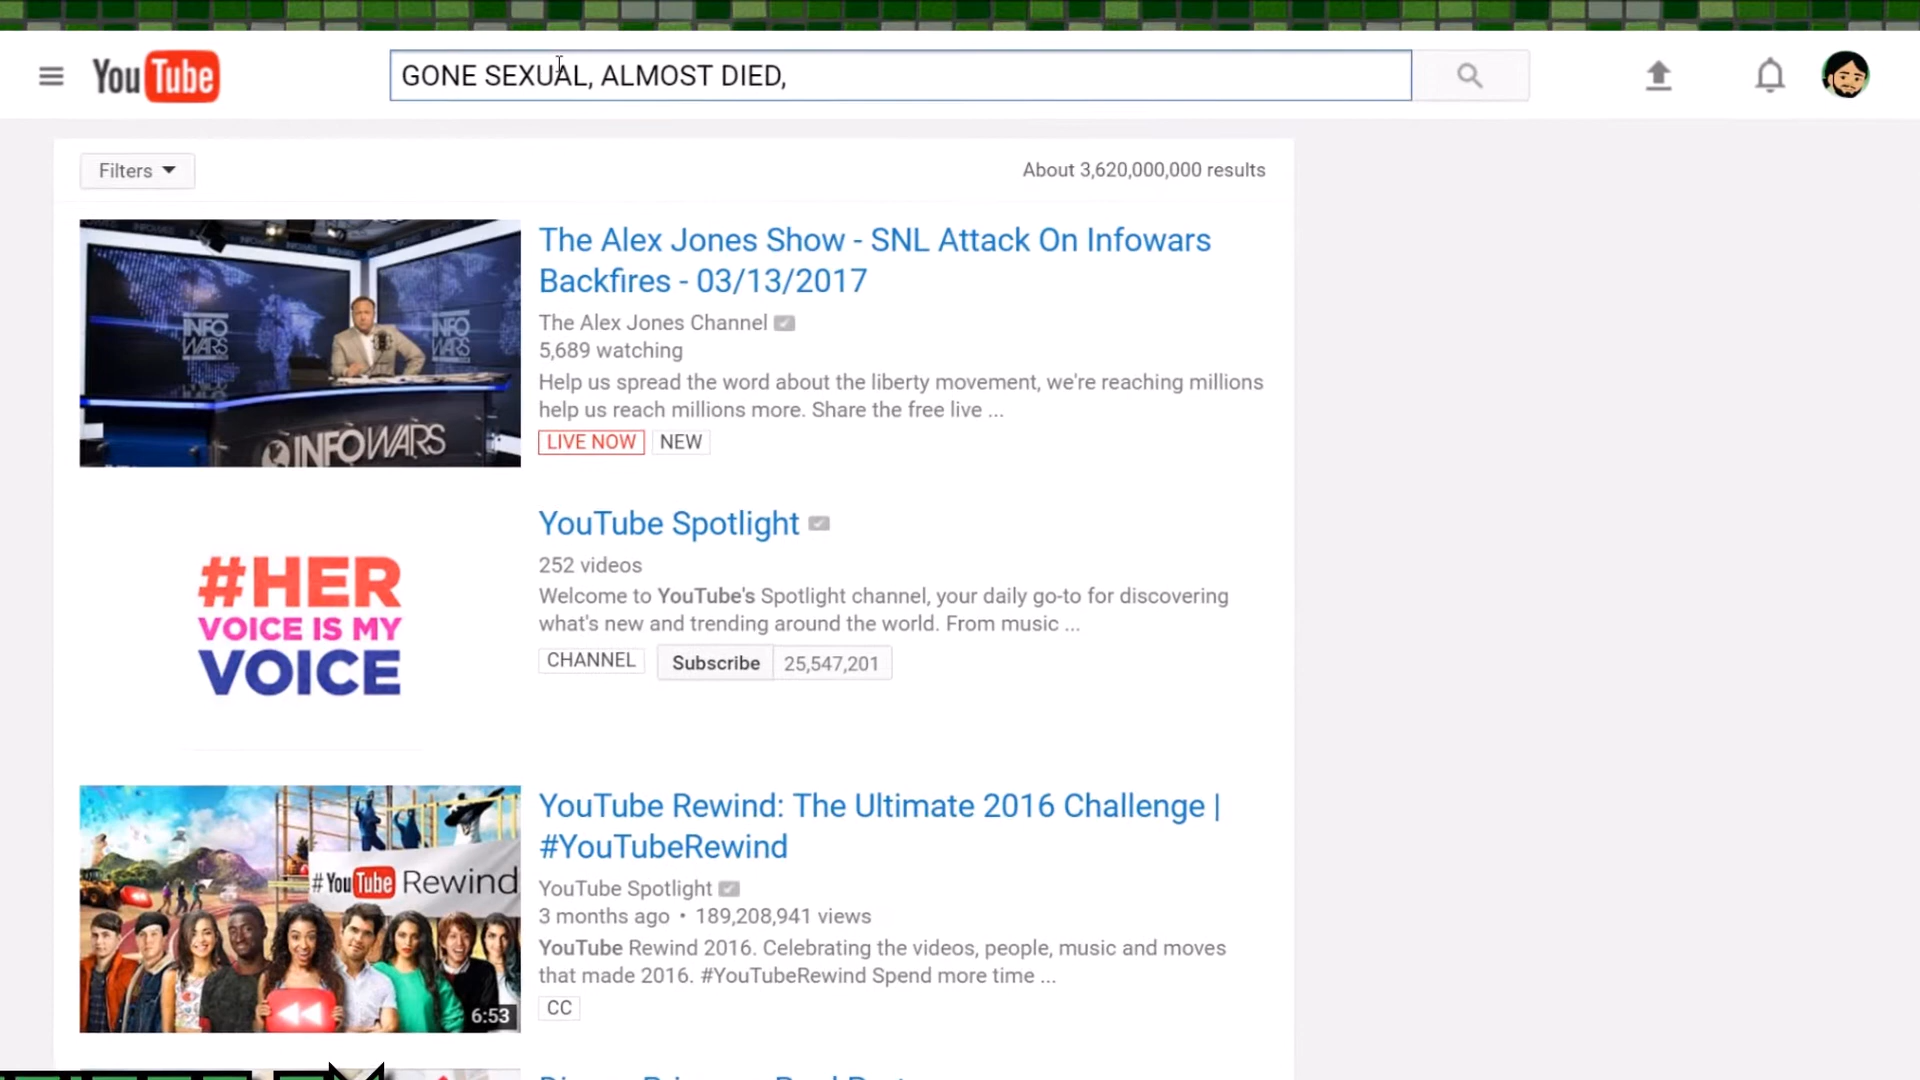 YouTube
GONE SEXUAL, ALMOST DIED,
Filters
About 3,620,000,000 results
INFOWARS
INFO
WARS
INFO
WARS
INFOWARS
The Alex Jones Show - SNL Attack On Infowars
Backfires - 03/13/2017
The Alex Jones Channel
5,689 watching
Help us spread the word about the liberty movement, we're reaching millions
help us reach millions more. Share the free live ...
LIVE NOW NEW
#HER
VOICE IS MY
VOICE
YouTube Spotlight
252 videos
Welcome to YouTube's Spotlight channel, your daily go-to for discovering
what's new and trending around the world. From music ...
CHANNEL Subscribe 25,547,201
#YouTube Rewind
6:53
YouTube Rewind: The Ultimate 2016 Challenge |
#YouTubeRewind
YouTube Spotlight
3 months ago • 189,208,941 views
YouTube Rewind 2016. Celebrating the videos, people, music and moves
that made 2016. #YouTubeRewind Spend more time ...
CC